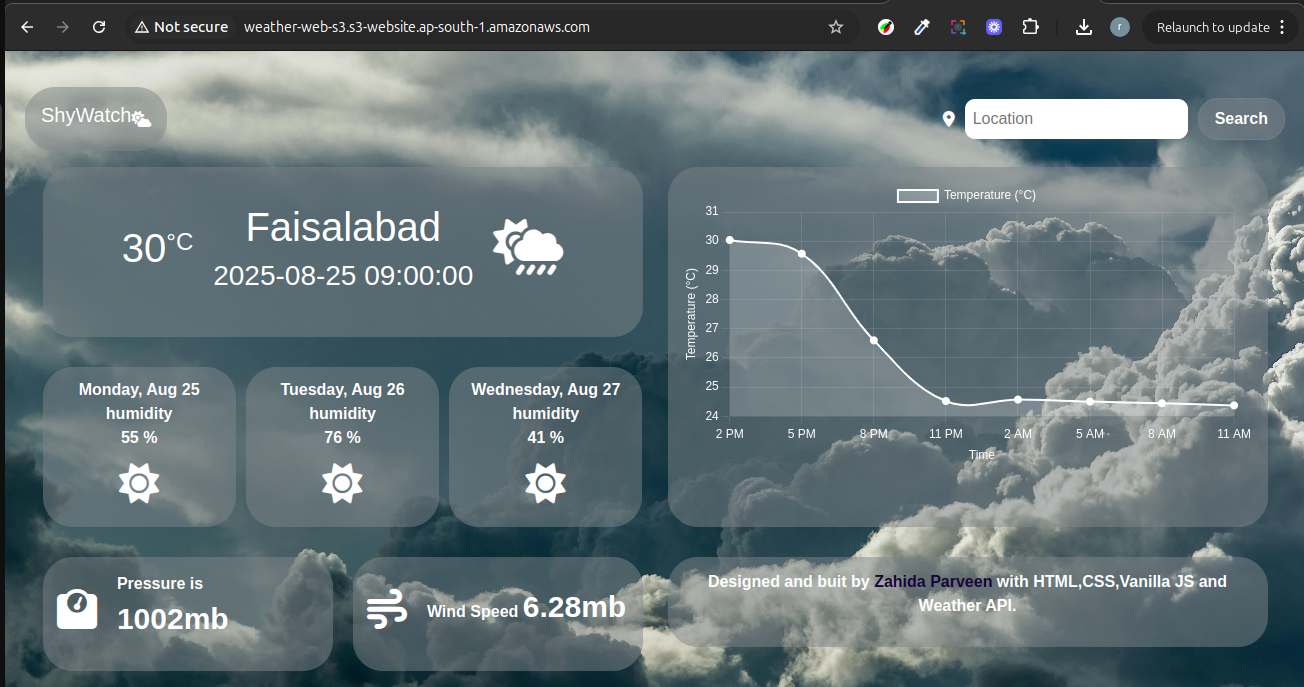 Not secure
weather-web-s3.s3-website.ap-south-1.amazonaws.com
r
Relaunch to update
ShyWatch
Location
Search
30°C
Faisalabad
2025-08-25 09:00:00
Temperature (°C)
31
30
29
28
27
26
25
24
Temperature (°C)
2 PM
5 PM
8 PM
11 PM
2 AM
5 AM
8 AM
11 AM
Time
Monday, Aug 25
humidity
55 %
Tuesday, Aug 26
humidity
76 %
Wednesday, Aug 27
humidity
41 %
Pressure is
1002mb
Wind Speed 6.28mb
Designed and buit by Zahida Parveen with HTML,CSS,Vanilla JS and
Weather API.